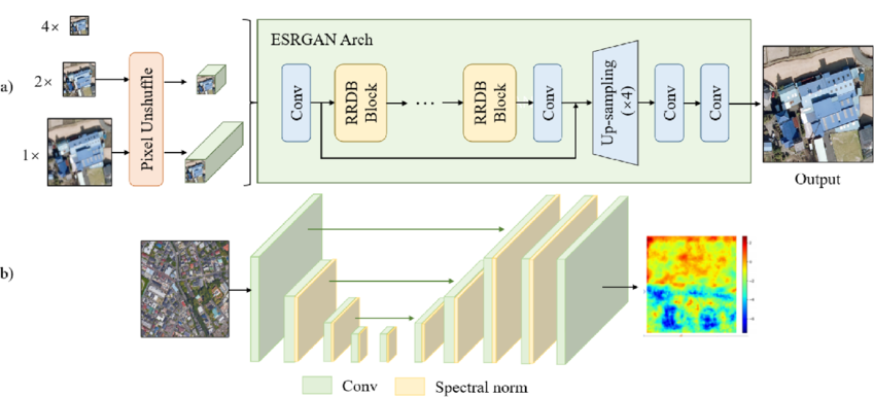 a)
4×
2×
1×
Pixel Unshuffle
ESRGAN Arch
Conv
RRDB
Block
...
RRDB
Block
Conv
Up-sampling
(×4)
Conv
Conv
Output
b)
Conv
Spectral norm